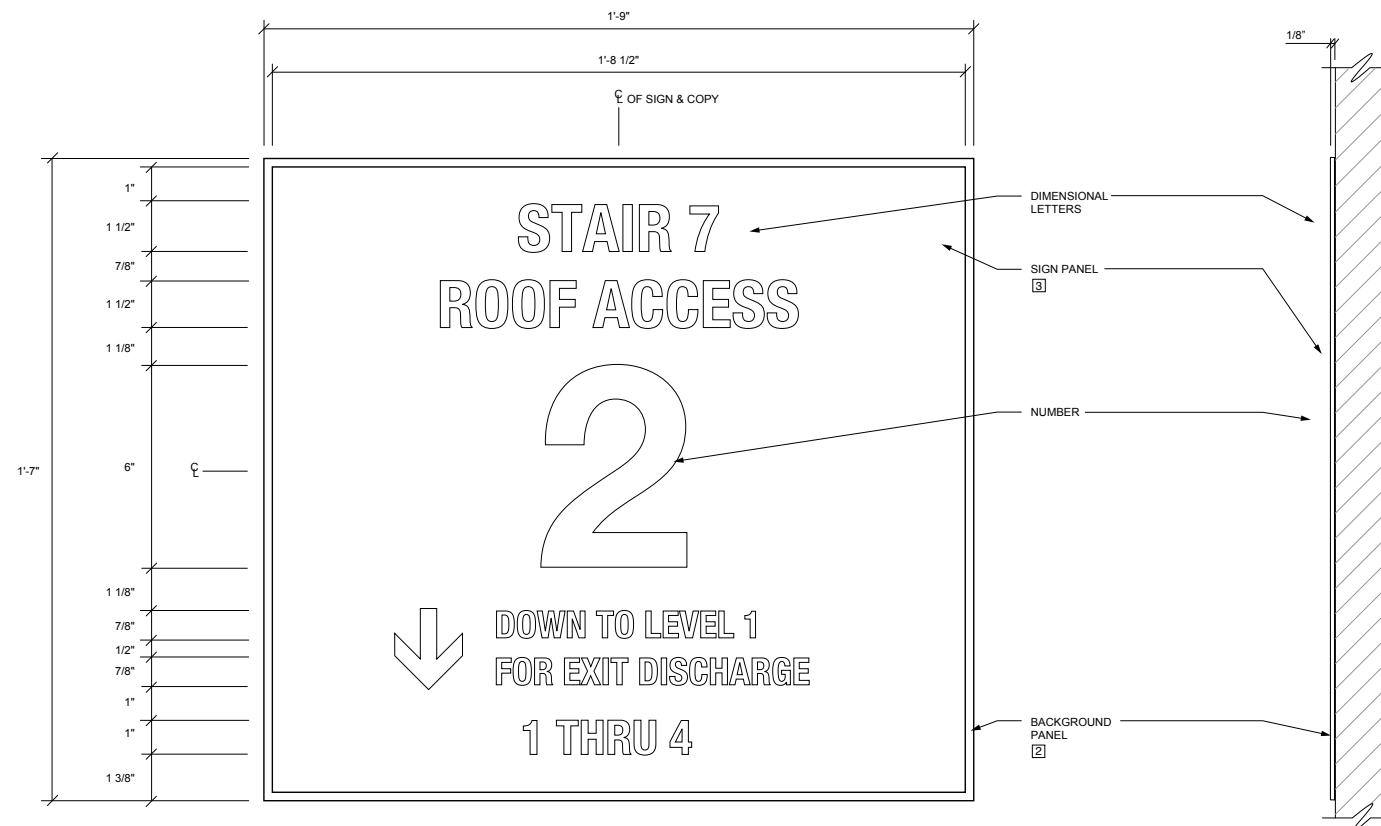 1'-9"
1'-8 1/2"
1/8"
℄ OF SIGN & COPY
1"
1 1/2"
7/8"
1 1/2"
1 1/8"
6"
1'-7"
℄
1 1/8"
7/8"
1/2"
7/8"
1"
1"
1 3/8"
STAIR 7
ROOF ACCESS
2
DOWN TO LEVEL 1
FOR EXIT DISCHARGE
1 THRU 4
DIMENSIONAL
LETTERS
SIGN PANEL
3
NUMBER
BACKGROUND
PANEL
2